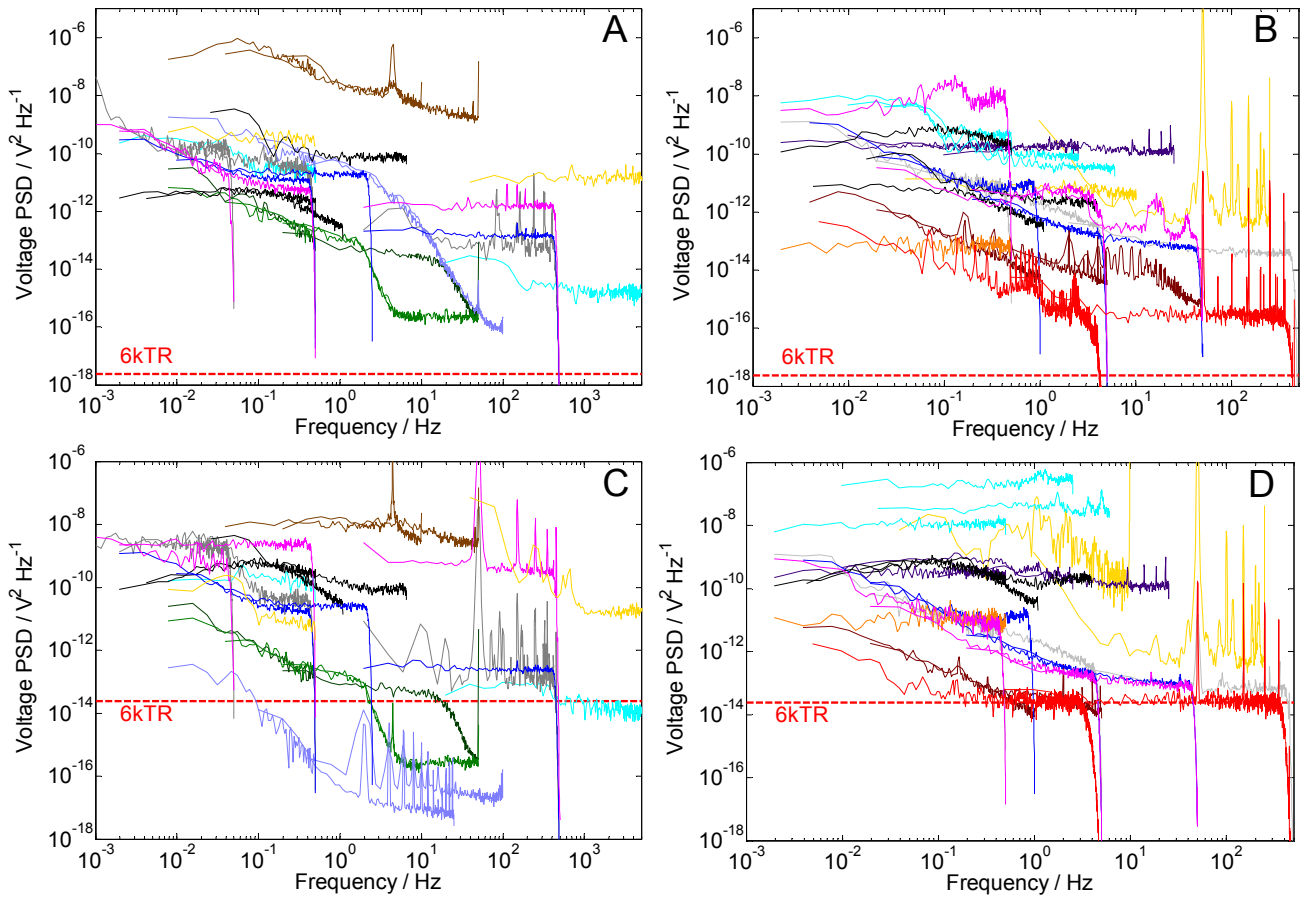 A
Voltage PSD / V² Hz⁻¹
10⁻⁶
10⁻⁸
10⁻¹⁰
10⁻¹²
10⁻¹⁴
10⁻¹⁶
10⁻¹⁸
6kTR
10⁻³ 10⁻² 10⁻¹ 10⁰ 10¹ 10² 10³
Frequency / Hz
B
Voltage PSD / V² Hz⁻¹
10⁻⁶
10⁻⁸
10⁻¹⁰
10⁻¹²
10⁻¹⁴
10⁻¹⁶
10⁻¹⁸
6kTR
10⁻³ 10⁻² 10⁻¹ 10⁰ 10¹ 10²
Frequency / Hz
C
Voltage PSD / V² Hz⁻¹
10⁻⁶
10⁻⁸
10⁻¹⁰
10⁻¹²
10⁻¹⁴
10⁻¹⁶
10⁻¹⁸
6kTR
10⁻³ 10⁻² 10⁻¹ 10⁰ 10¹ 10² 10³
Frequency / Hz
D
Voltage PSD / V² Hz⁻¹
10⁻⁶
10⁻⁸
10⁻¹⁰
10⁻¹²
10⁻¹⁴
10⁻¹⁶
10⁻¹⁸
6kTR
10⁻³ 10⁻² 10⁻¹ 10⁰ 10¹ 10²
Frequency / Hz